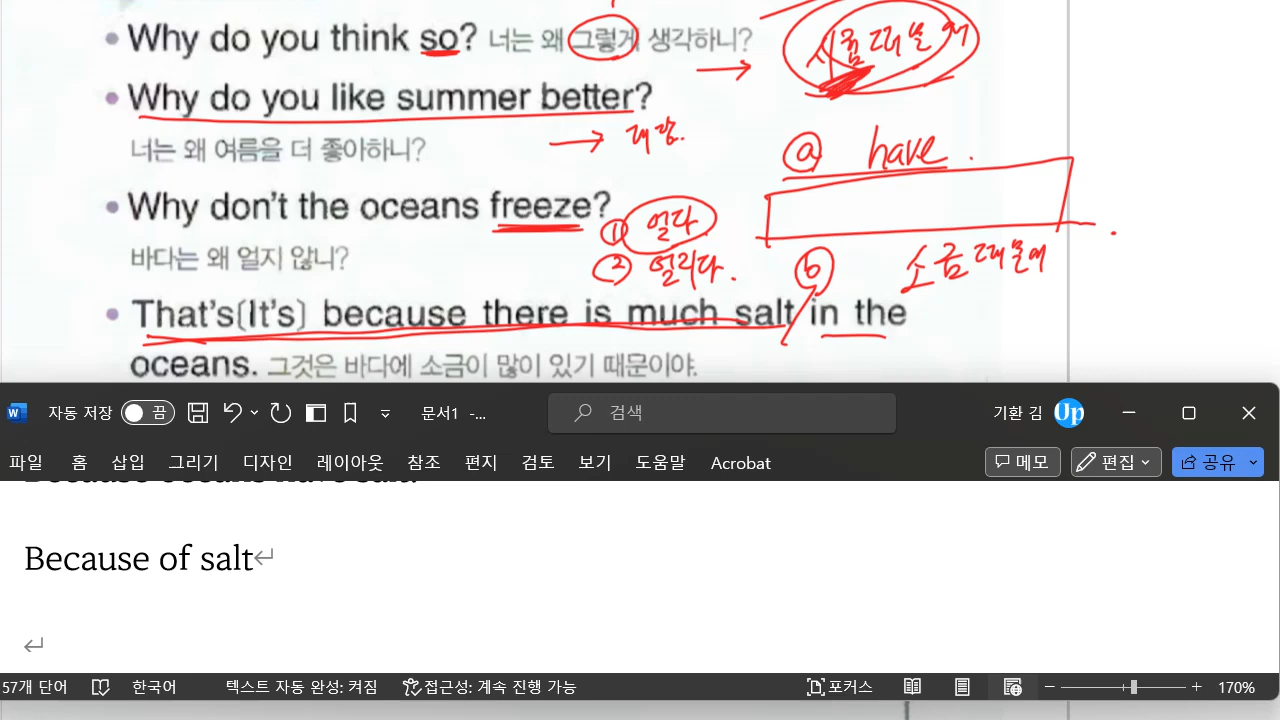 • Why do you think so? 너는 왜 그렇게 생각하니?
시험 때문에
• Why do you like summer better?
너는 왜 여름을 더 좋아하니?
→ 대답.
ⓐ have.
• Why don't the oceans freeze?
바다는 왜 얼지 않니?
① 얼다
② 얼리다.
ⓑ 소금 때문에
• That's(It's) because there is much salt in the
oceans. 그것은 바다에 소금이 많이 있기 때문이야.
자동 저장 끔 문서1 -... 검색 기환 김 Up
파일 홈 삽입 그리기 디자인 레이아웃 참조 편지 검토 보기 도움말 Acrobat 메모 편집 공유
Because oceans have salt.
Because of salt
57개 단어 한국어 텍스트 자동 완성: 켜짐 접근성: 계속 진행 가능 포커스 170%